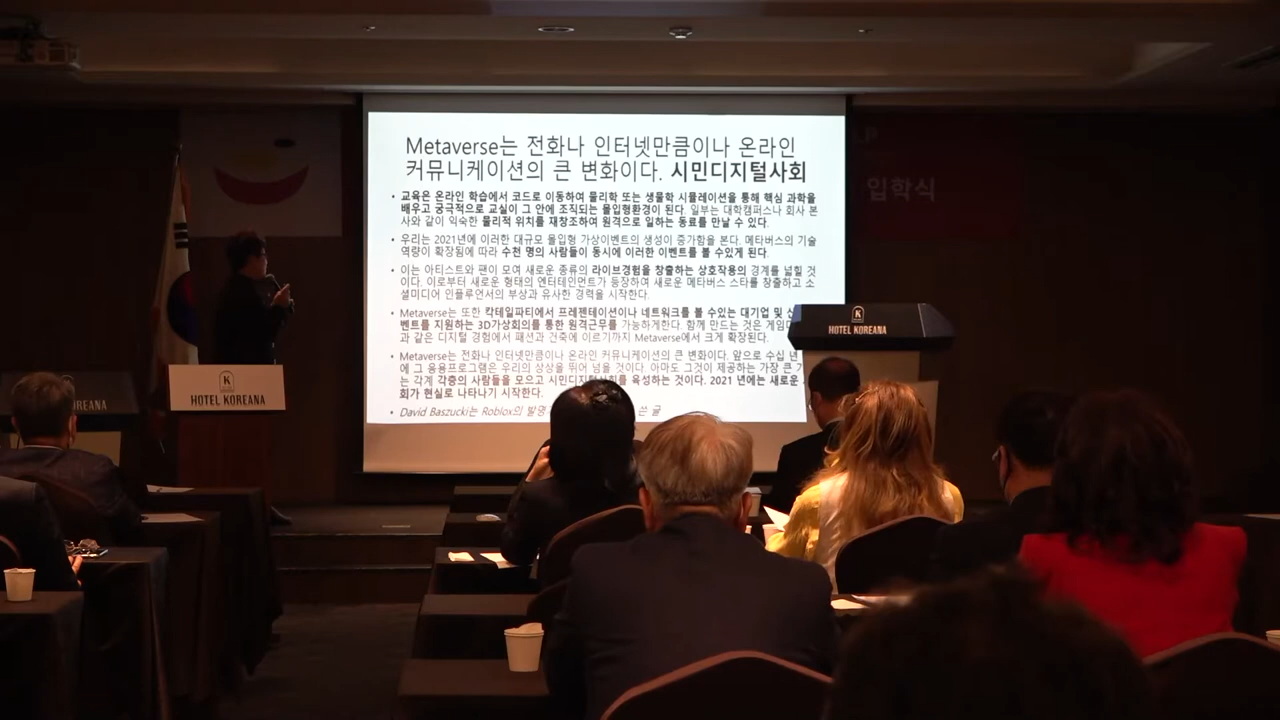 Metaverse는 전화나 인터넷만큼이나 온라인
커뮤니케이션의 큰 변화이다. 시민디지털사회
• 교육은 온라인 학습에서 코드로 이동하여 물리학 또는 생물학 시뮬레이션을 통해 핵심 과학을
배우고 궁극적으로 교실이 그 안에 조직되는 몰입형환경이 된다. 일부는 대학캠퍼스나 회사 본
사와 같이 익숙한 물리적 위치를 재창조하여 원격으로 일하는 동료를 만날 수 있다.
• 우리는 2021년에 이러한 대규모 몰입형 가상이벤트의 생성이 증가함을 본다. 메타버스의 기술
역량이 확장됨에 따라 수천 명의 사람들이 동시에 이러한 이벤트를 볼 수있게 된다.
• 이는 아티스트와 팬이 모여 새로운 종류의 라이브경험을 창출하는 상호작용의 경계를 넓힐 것
이다. 이로부터 새로운 형태의 엔터테인먼트가 등장하여 새로운 메타버스 스타를 창출하고 소
셜미디어 인플루언서의 부상과 유사한 경력을 시작한다.
• Metaverse는 또한 칵테일파티에서 프레젠테이션이나 네트워크를 볼 수있는 대기업 및
벤트를 지원하는 3D가상회의를 통한 원격근무를 가능하게한다. 함께 만드는 것은
과 같은 디지털 경험에서 패션과 건축에 이르기까지 Metaverse에서 크게 확장된다.
• Metaverse는 전화나 인터넷만큼이나 온라인 커뮤니케이션의 큰 변화이다. 앞으로 수십 년
에 그 응용프로그램은 우리의 상상을 뛰어 넘을 것이다. 아마도 그것이 제공하는 가장 큰
는 각계 각층의 사람들을 모으고 시민디지털사회를 육성하는 것이다. 2021 년에는 새로운
회가 현실로 나타나기 시작한다.
• David Baszucki는 Roblox의 쓴 글
입학식
K
HOTEL KOREANA
HOTEL KOREANA
REANA